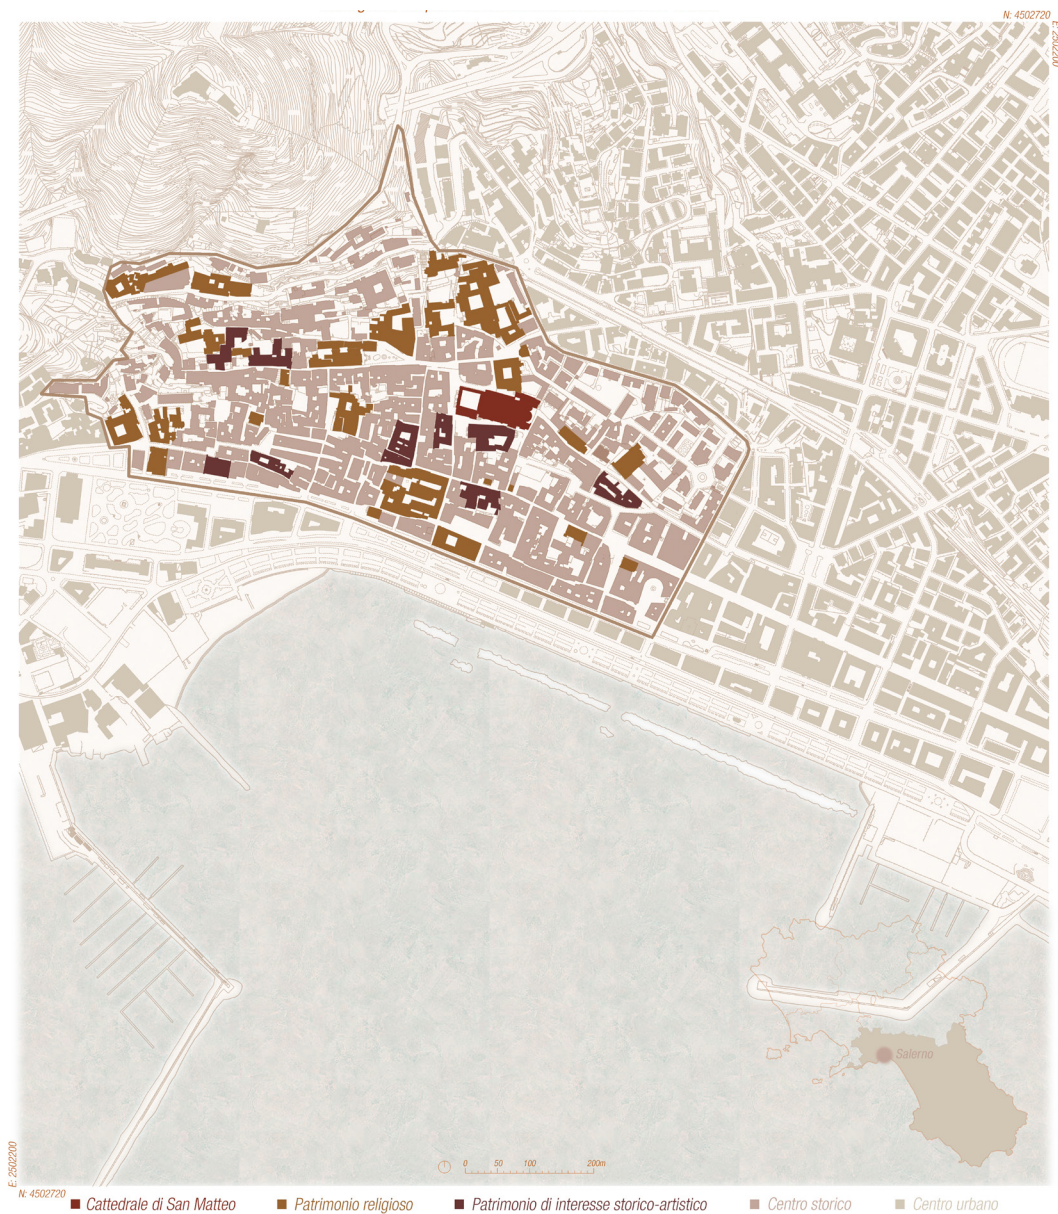 N: 4502720
E: 2502200
Salerno
0 50 100 200m
E: 2502200
N: 4502720
Cattedrale di San Matteo
Patrimonio religioso
Patrimonio di interesse storico-artistico
Centro storico
Centro urbano